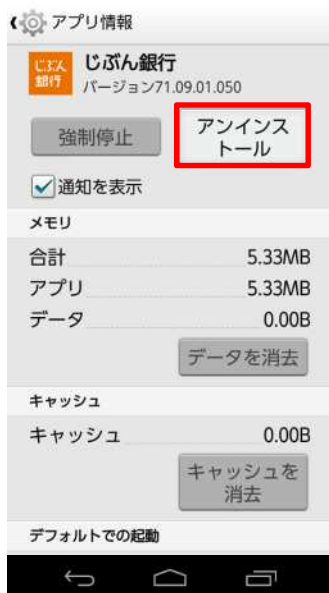 アプリ情報
じぶん
銀行
じぶん銀行
バージョン71.09.01.050
強制停止
アンインス
トール
通知を表示
メモリ
合計 5.33MB
アプリ 5.33MB
データ 0.00B
データを消去
キャッシュ
キャッシュ 0.00B
キャッシュを
消去
デフォルトでの起動